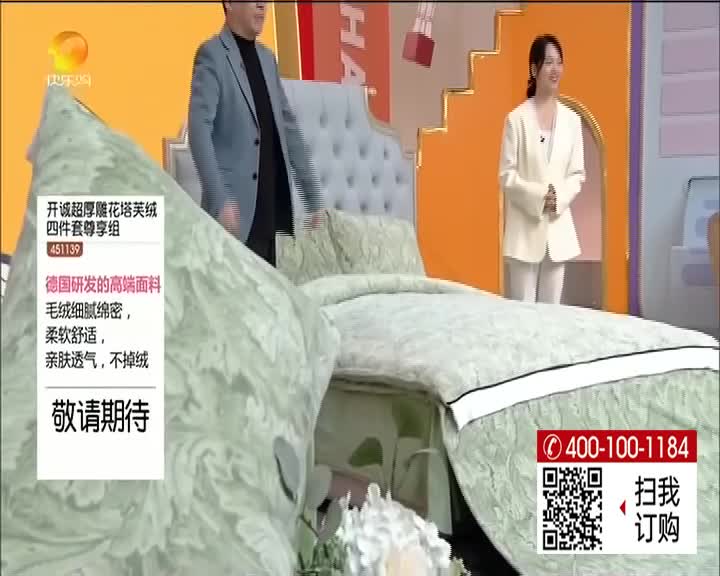 快乐购
开诚超厚雕花塔芙绒
四件套尊享组
451139
德国研发的高端面料
毛绒细腻绵密，
柔软舒适，
亲肤透气，不掉绒
敬请期待
HAI
400-100-1184
扫我
订购